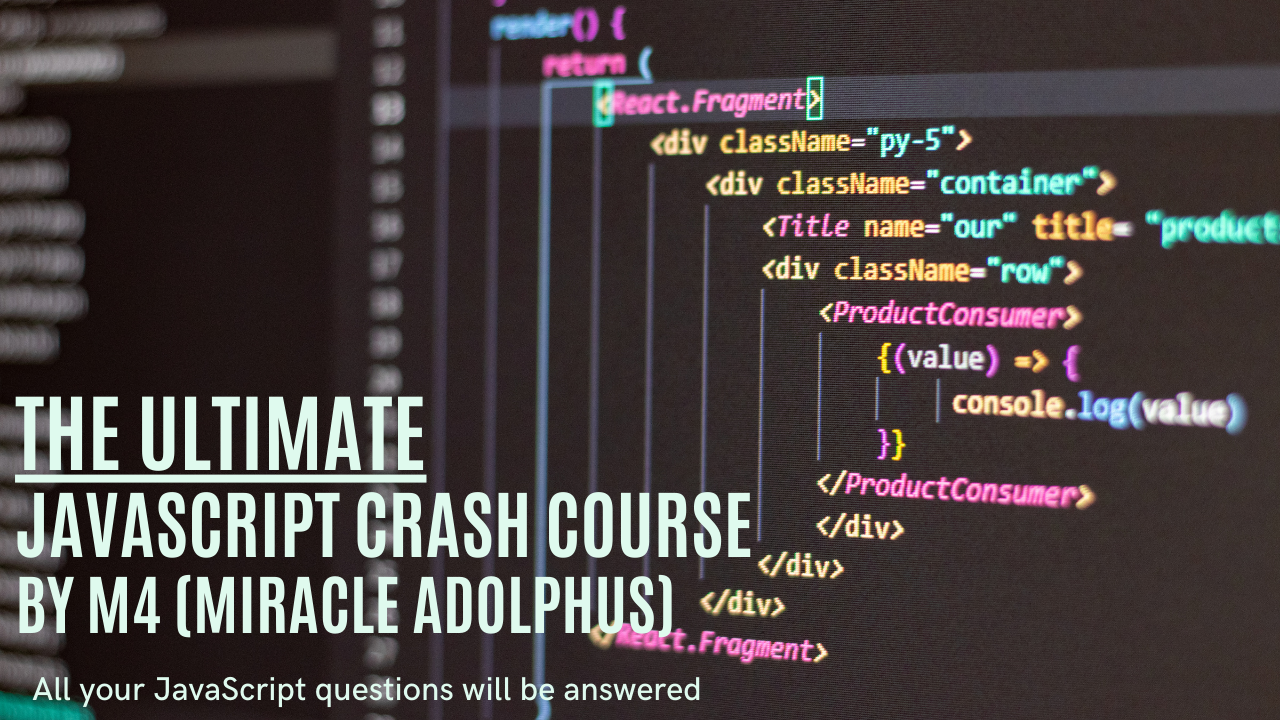 render() {
return (
<React.Fragment>
<div className="py-5">
<div className="container">
<Title name="our" title= "product
<div className="row">
<ProductConsumer>
{(value) => {
console.log(value)
}}
</ProductConsumer>
</div>
</div>
</div>
</React.Fragment>
THE ULTIMATE
JAVASCRIPT CRASH COURSE
BY M4 (MIRACLE ADOLPHUS)
All your JavaScript questions will be answered